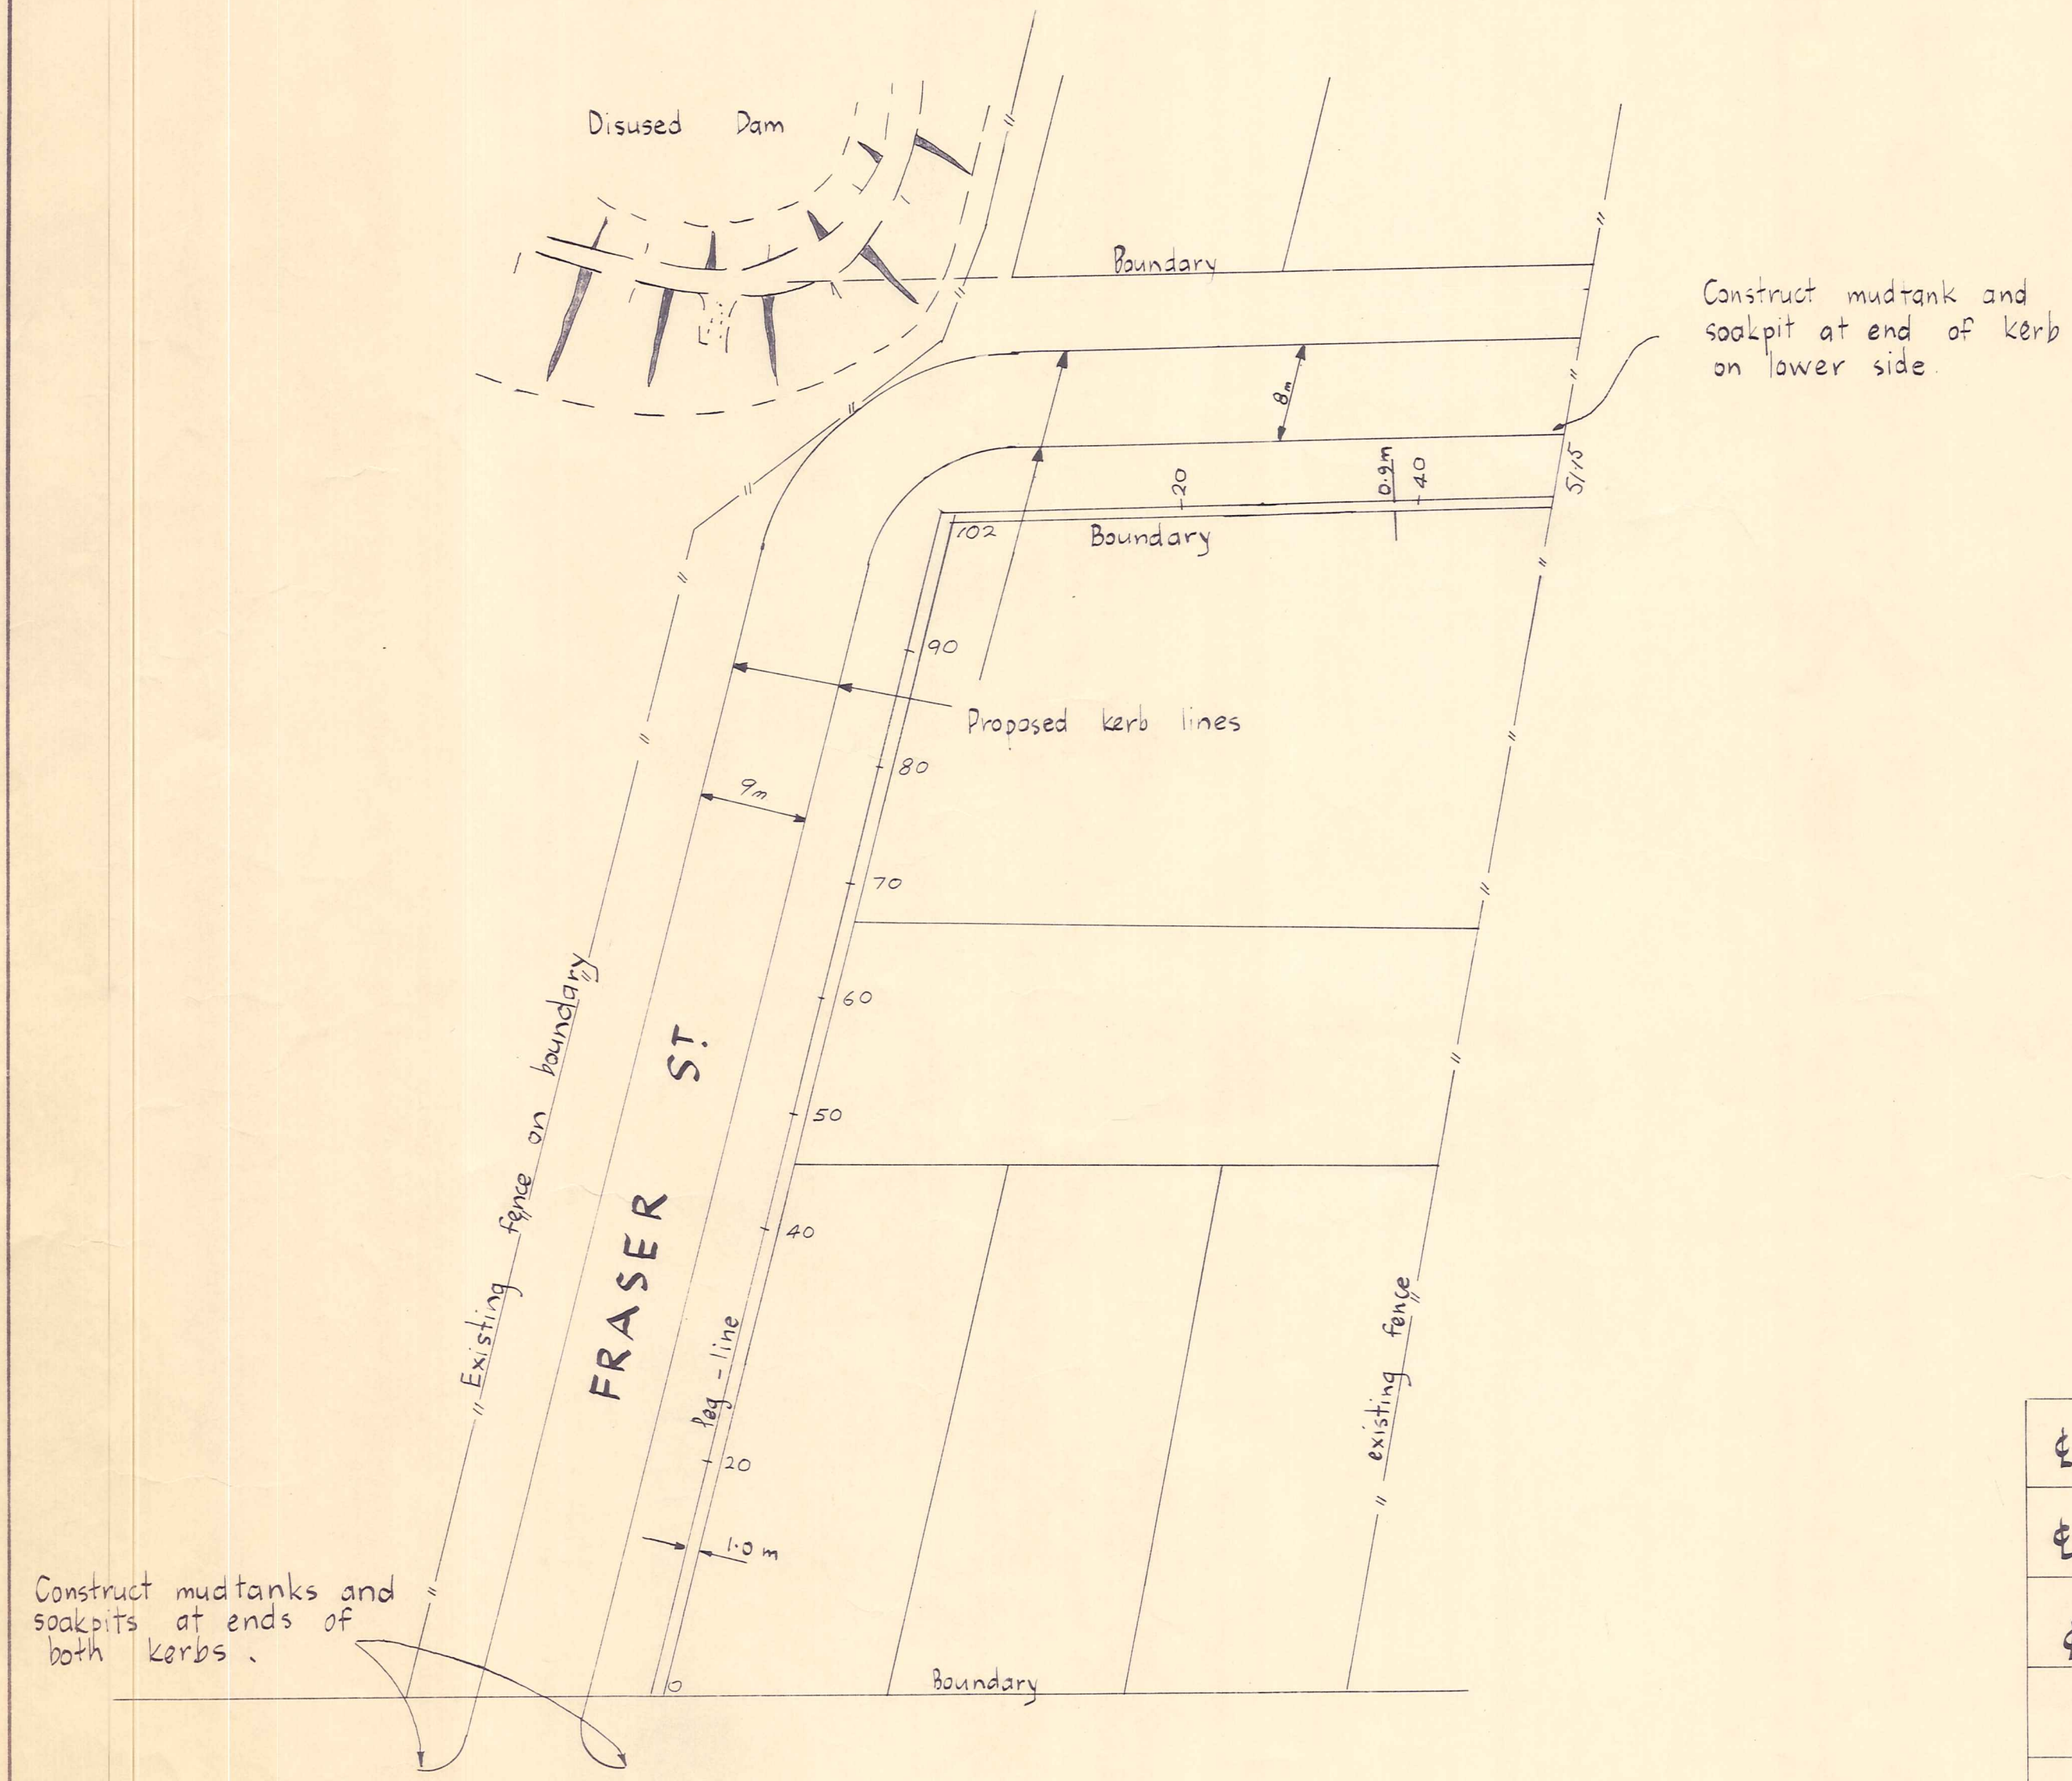 Disused Dam
Boundary
Construct mudtank and
soakpit at end of kerb
on lower side.
8m
20
0.9m
40
51.15
102
Boundary
90
Proposed kerb lines
80
9m
70
60
50
40
Existing fence on boundary
FRASER ST.
Peg - line
existing fence
20
1.0 m
Construct mudtanks and
soakpits at ends of
both kerbs.
0
Boundary